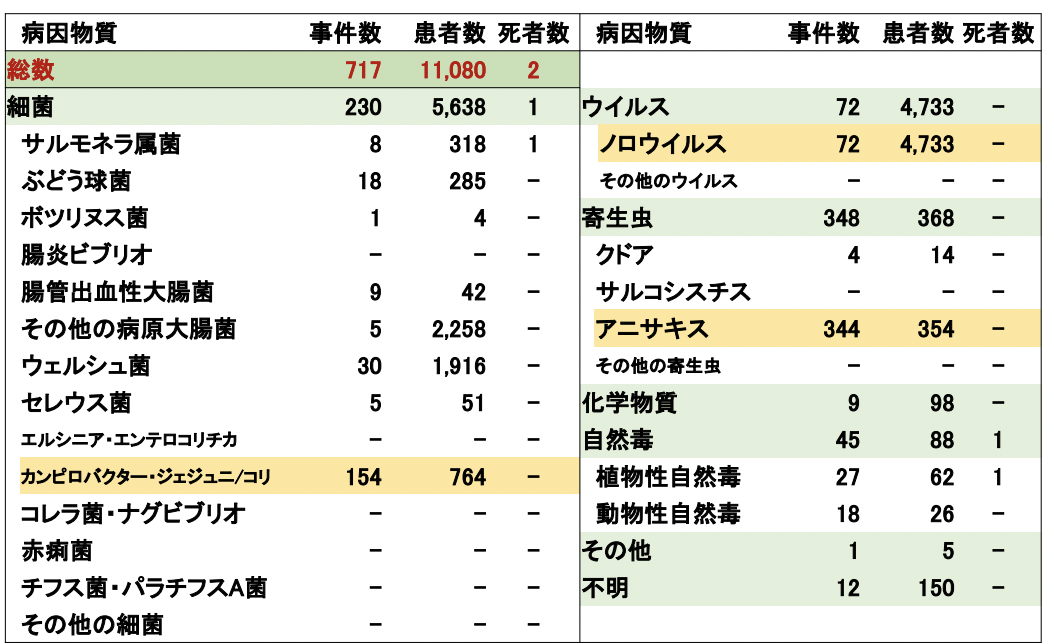 病因物質 事件数 患者数 死者数
総数 717 11,080 2
細菌 230 5,638 1
サルモネラ属菌 8 318 1
ぶどう球菌 18 285 −
ボツリヌス菌 1 4 −
腸炎ビブリオ − − −
腸管出血性大腸菌 9 42 −
その他の病原大腸菌 5 2,258 −
ウェルシュ菌 30 1,916 −
セレウス菌 5 51 −
エルシニア・エンテロコリチカ − − −
カンピロバクター・ジェジュニ/コリ 154 764 −
コレラ菌・ナグビブリオ − − −
赤痢菌 − − −
チフス菌・パラチフスA菌 − − −
その他の細菌 − − −
病因物質 事件数 患者数 死者数
ウイルス 72 4,733 −
ノロウイルス 72 4,733 −
その他のウイルス − − −
寄生虫 348 368 −
クドア 4 14 −
サルコシスチス − − −
アニサキス 344 354 −
その他の寄生虫 − − −
化学物質 9 98 −
自然毒 45 88 1
植物性自然毒 27 62 1
動物性自然毒 18 26 −
その他 1 5 −
不明 12 150 −